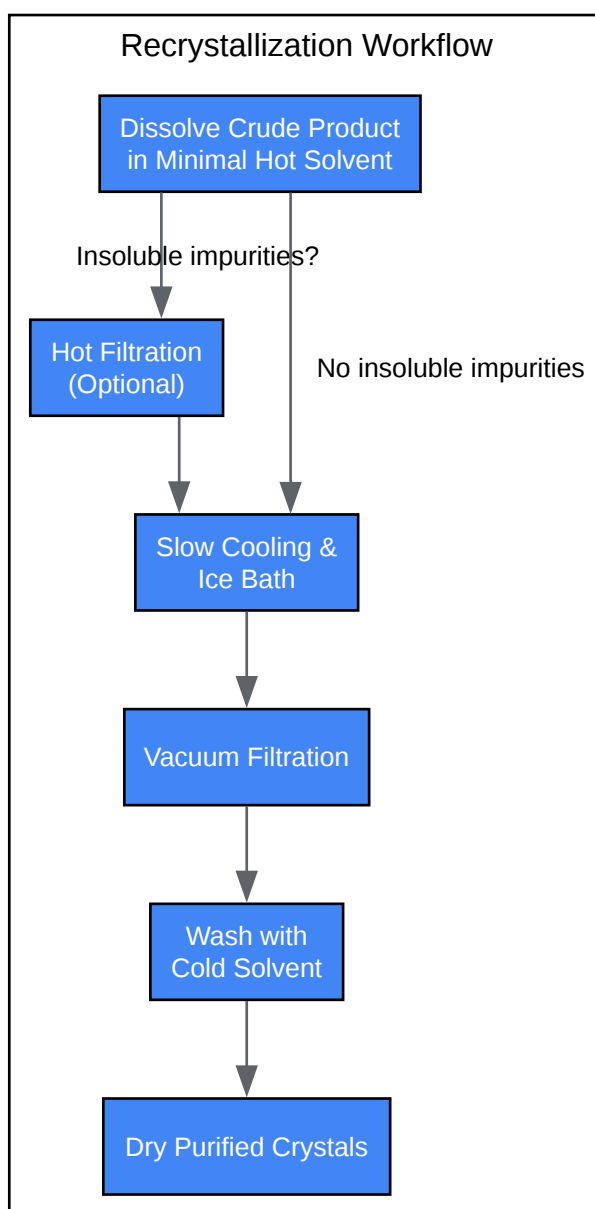 Recrystallization Workflow
Dissolve Crude Product
in Minimal Hot Solvent
Insoluble impurities?
Hot Filtration
(Optional)
No insoluble impurities
Slow Cooling &
Ice Bath
Vacuum Filtration
Wash with
Cold Solvent
Dry Purified Crystals